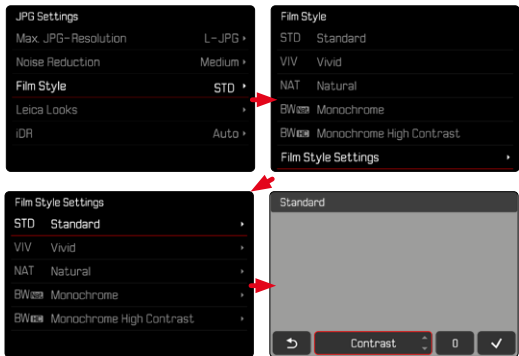 JPG Settings
Max. JPG-Resolution L-JPG
Noise Reduction Medium
Film Style STD
Leica Looks
iDR Auto
Film Style
STD Standard
VIV Vivid
NAT Natural
BW Monochrome
BW Monochrome High Contrast
Film Style Settings
Film Style Settings
STD Standard
VIV Vivid
NAT Natural
BW Monochrome
BW Monochrome High Contrast
Standard
Contrast 0